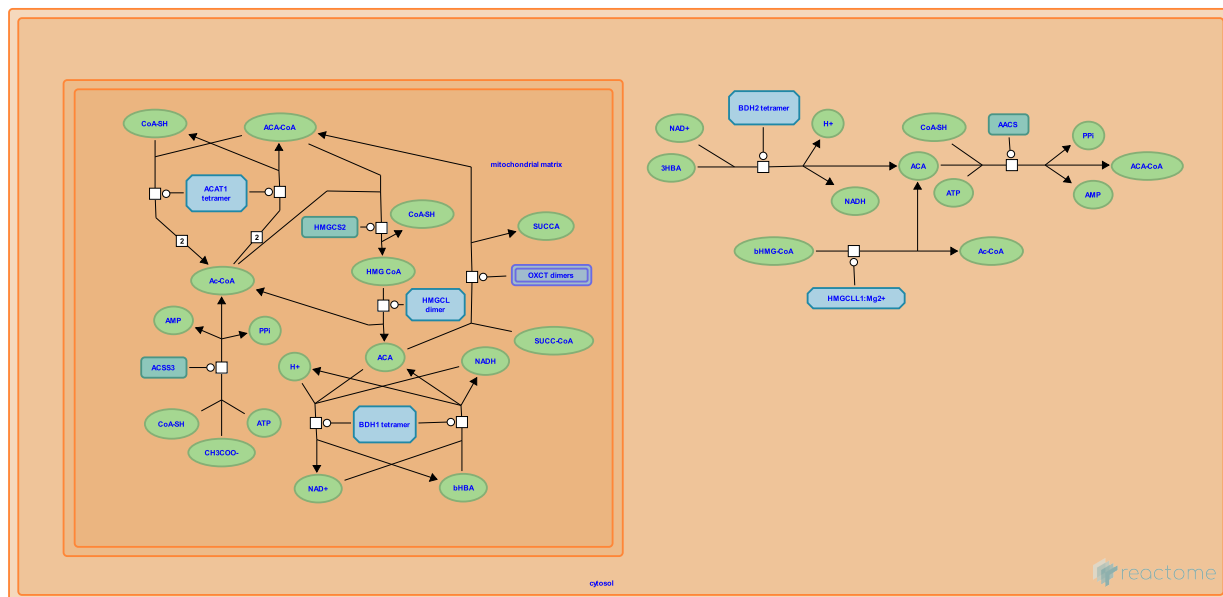 CoA-SH
ACA-CoA
mitochondrial matrix
ACAT1
tetramer
2
2
HMGCS2
CoA-SH
SUCCA
Ac-CoA
HMG CoA
OXCT dimers
HMGCL
dimer
AMP
PPi
SUCC-CoA
ACSS3
H+
ACA
NADH
CoA-SH
ATP
BDH1 tetramer
CH3COO-
NAD+
bHBA
BDH2 tetramer
NAD+
H+
CoA-SH
AACS
PPi
3HBA
ACA
ACA-CoA
NADH
ATP
AMP
bHMG-CoA
Ac-CoA
HMGCLL1:Mg2+
cytosol
reactome